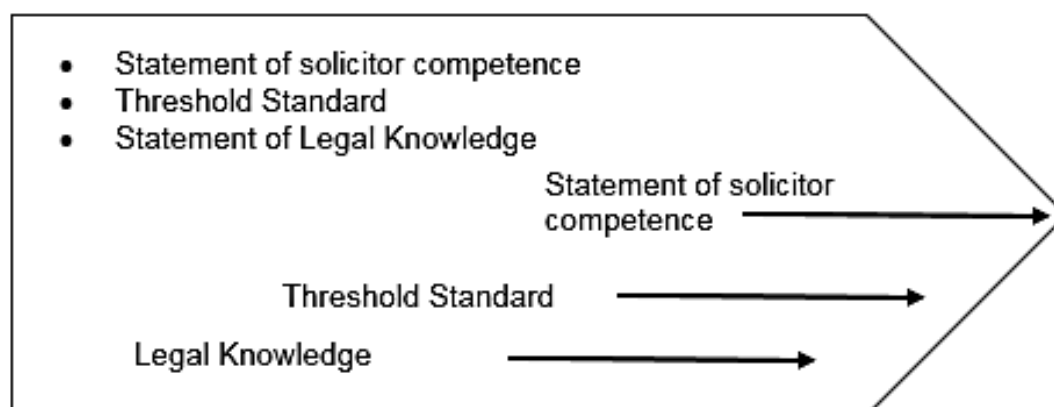 • Statement of solicitor competence
• Threshold Standard
• Statement of Legal Knowledge
Statement of solicitor
competence
Threshold Standard
Legal Knowledge